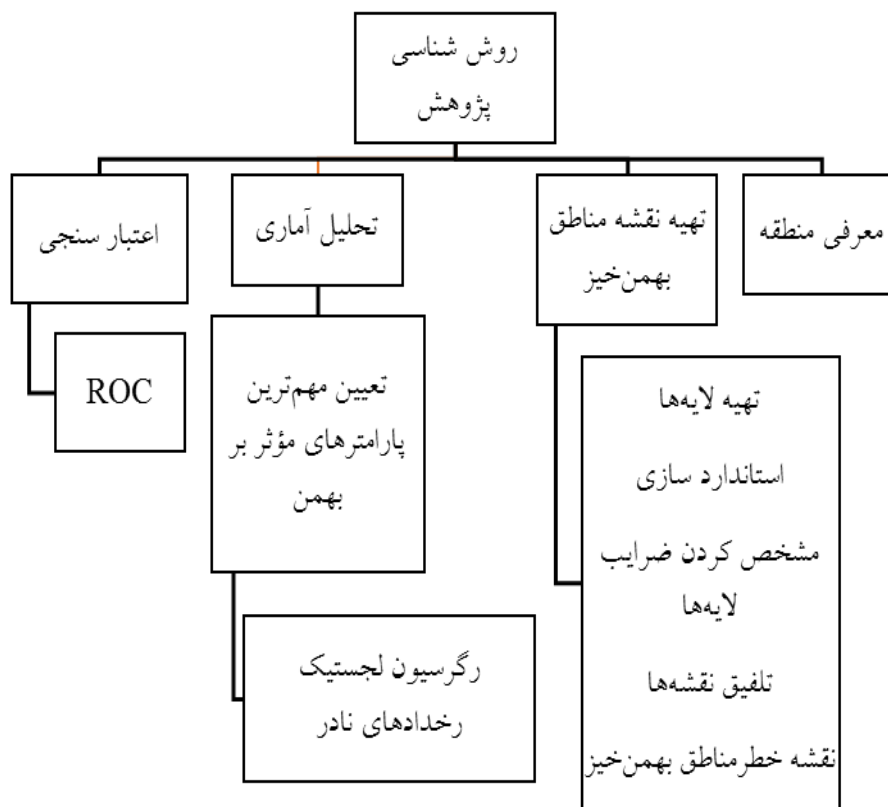 روش شناسی
پژوهش
معرفی منطقه
تهیه نقشه مناطق
بهمن‌خیز
تهیه لایه‌ها
استاندارد سازی
مشخص کردن ضرایب
لایه‌ها
تلفیق نقشه‌ها
نقشه خطرمناطق بهمن‌خیز
تحلیل آماری
تعیین مهم‌ترین
پارامترهای مؤثر بر
بهمن
رگرسیون لجستیک
رخدادهای نادر
اعتبار سنجی
ROC